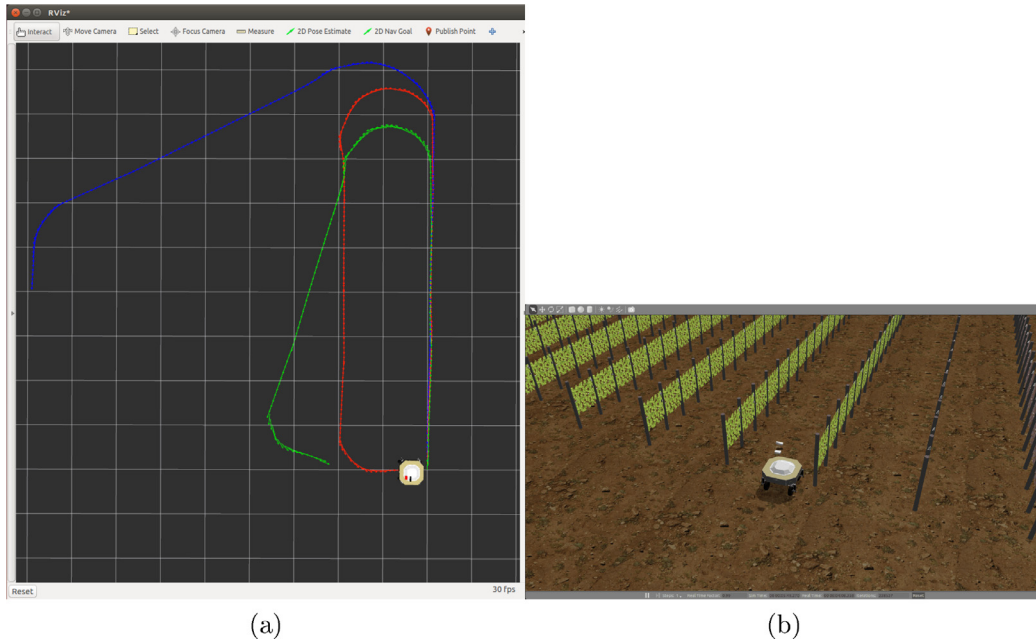 RViz*
Interact Move Camera Select Focus Camera Measure 2D Pose Estimate 2D Nav Goal Publish Point
Reset 30 fps
(a) (b)